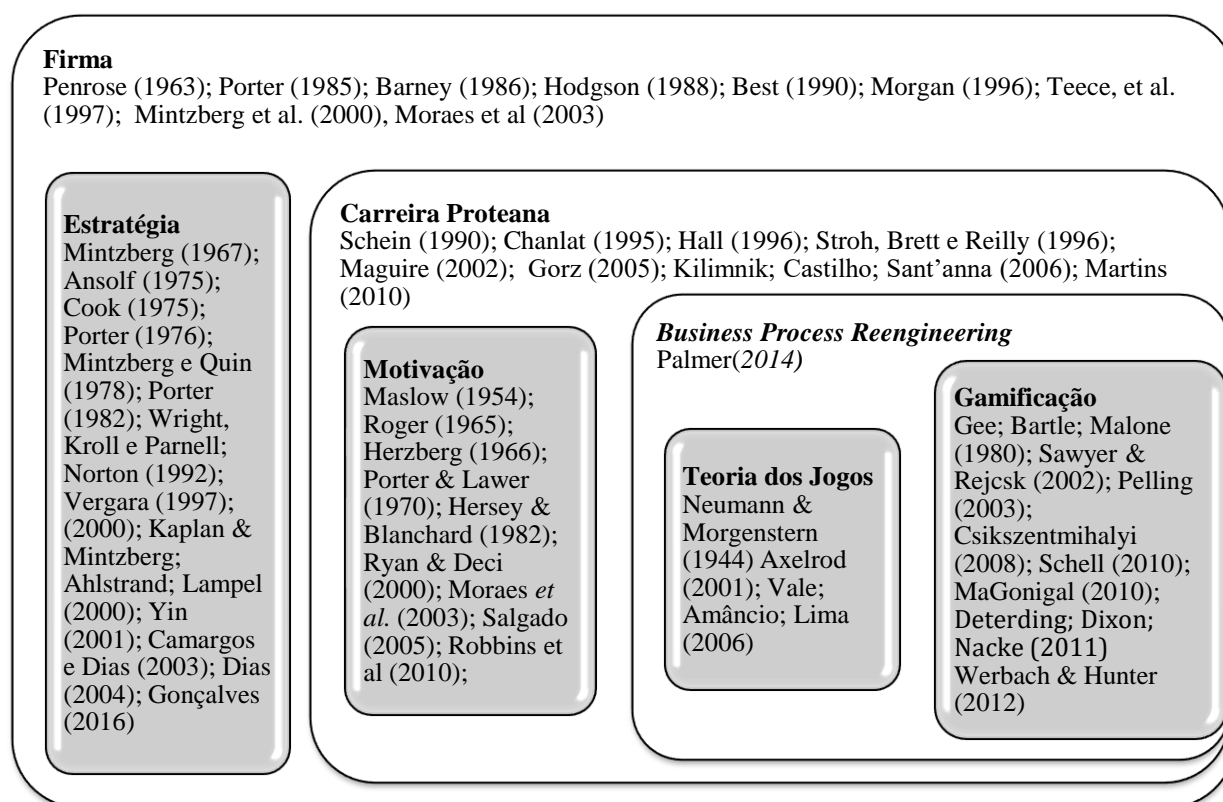 Firma
Penrose (1963); Porter (1985); Barney (1986); Hodgson (1988); Best (1990); Morgan (1996); Teece, et al.
(1997);  Mintzberg et al. (2000), Moraes et al (2003)
Estratégia
Mintzberg (1967);
Ansolf (1975);
Cook (1975);
Porter (1976);
Mintzberg e Quin
(1978); Porter
(1982); Wright,
Kroll e Parnell;
Norton (1992);
Vergara (1997);
(2000); Kaplan &
Mintzberg;
Ahlstrand; Lampel
(2000); Yin
(2001); Camargos
e Dias (2003); Dias
(2004); Gonçalves
(2016)
Carreira Proteana
Schein (1990); Chanlat (1995); Hall (1996); Stroh, Brett e Reilly (1996);
Maguire (2002);  Gorz (2005); Kilimnik; Castilho; Sant’anna (2006); Martins
(2010)
Motivação
Maslow (1954);
Roger (1965);
Herzberg (1966);
Porter & Lawer
(1970); Hersey &
Blanchard (1982);
Ryan & Deci
(2000); Moraes et
al. (2003); Salgado
(2005); Robbins et
al (2010);
Business Process Reengineering
Palmer(2014)
Teoria dos Jogos
Neumann &
Morgenstern
(1944) Axelrod
(2001); Vale;
Amâncio; Lima
(2006)
Gamificação
Gee; Bartle; Malone
(1980); Sawyer &
Rejcsk (2002); Pelling
(2003);
Csikszentmihalyi
(2008); Schell (2010);
MaGonigal (2010);
Deterding; Dixon;
Nacke (2011)
Werbach & Hunter
(2012)